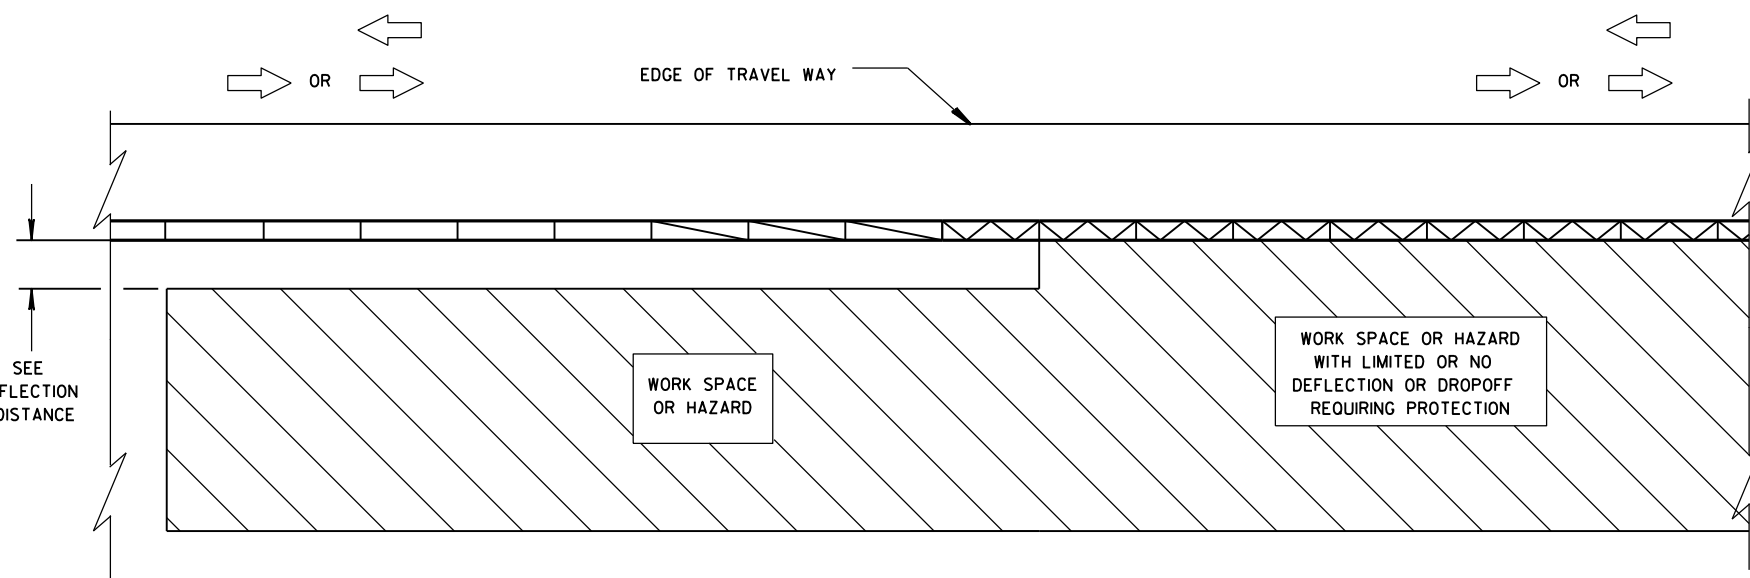 OR
EDGE OF TRAVEL WAY
OR
SEE
FLECTION
DISTANCE
WORK SPACE
OR HAZARD
WORK SPACE OR HAZARD
WITH LIMITED OR NO
DEFLECTION OR DROPOFF
REQUIRING PROTECTION